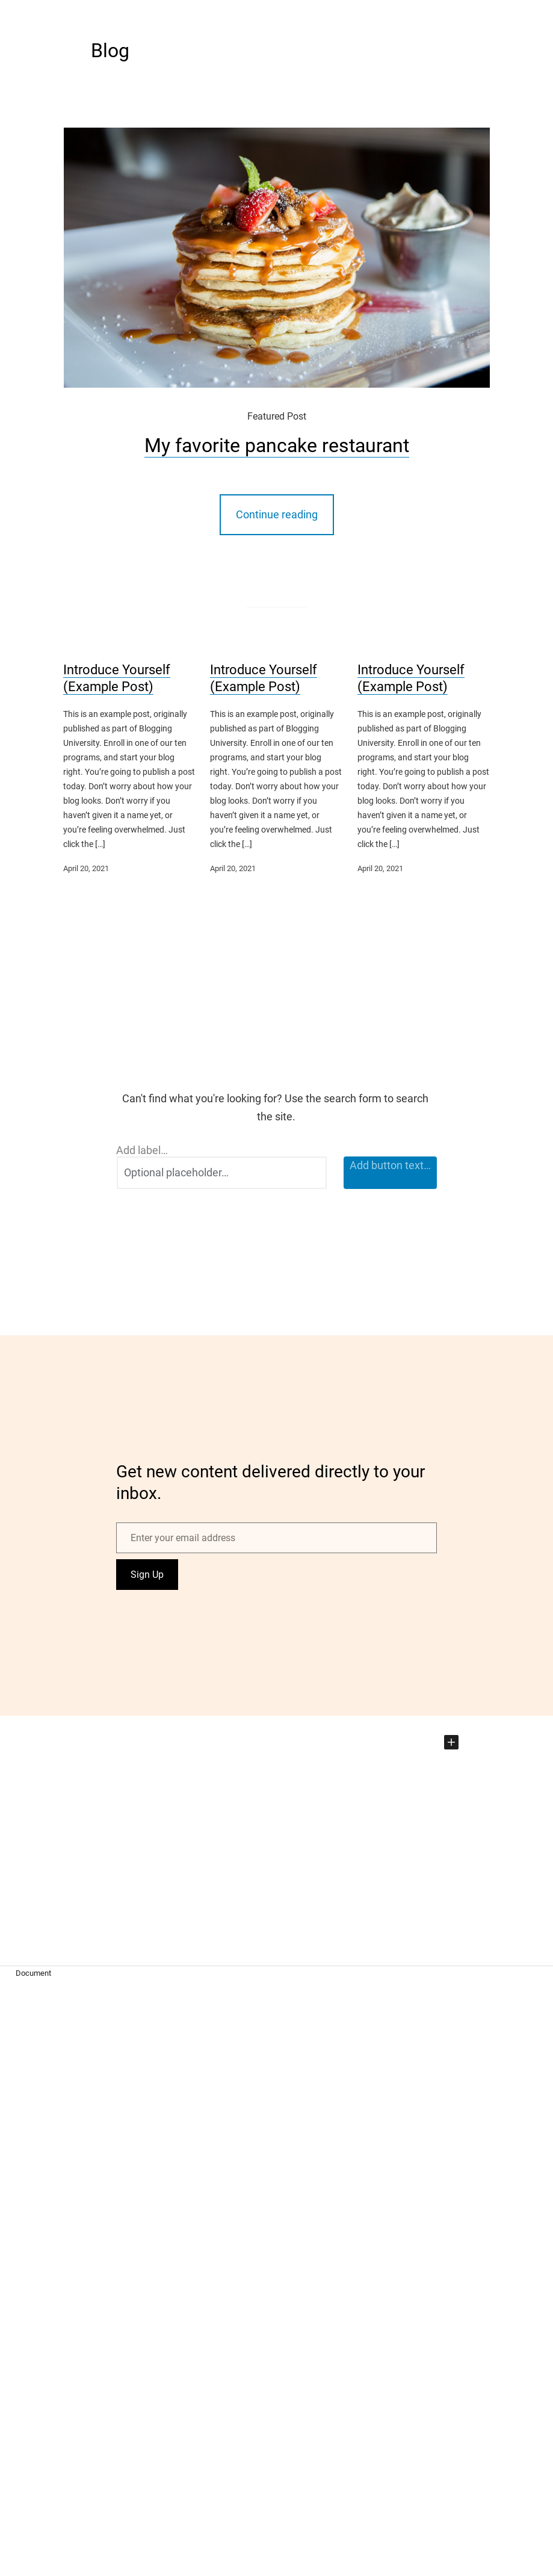 Blog
Featured Post
My favorite pancake restaurant
Continue reading
Introduce Yourself
(Example Post)
This is an example post, originally
published as part of Blogging
University. Enroll in one of our ten
programs, and start your blog
right. You’re going to publish a post
today. Don’t worry about how your
blog looks. Don’t worry if you
haven’t given it a name yet, or
you’re feeling overwhelmed. Just
click the […]
April 20, 2021
Introduce Yourself
(Example Post)
This is an example post, originally
published as part of Blogging
University. Enroll in one of our ten
programs, and start your blog
right. You’re going to publish a post
today. Don’t worry about how your
blog looks. Don’t worry if you
haven’t given it a name yet, or
you’re feeling overwhelmed. Just
click the […]
April 20, 2021
Introduce Yourself
(Example Post)
This is an example post, originally
published as part of Blogging
University. Enroll in one of our ten
programs, and start your blog
right. You’re going to publish a post
today. Don’t worry about how your
blog looks. Don’t worry if you
haven’t given it a name yet, or
you’re feeling overwhelmed. Just
click the […]
April 20, 2021
Can't find what you're looking for? Use the search form to search
the site.
Add label…
Optional placeholder…
Add button text…
Get new content delivered directly to your
inbox.
Enter your email address
Sign Up
Document